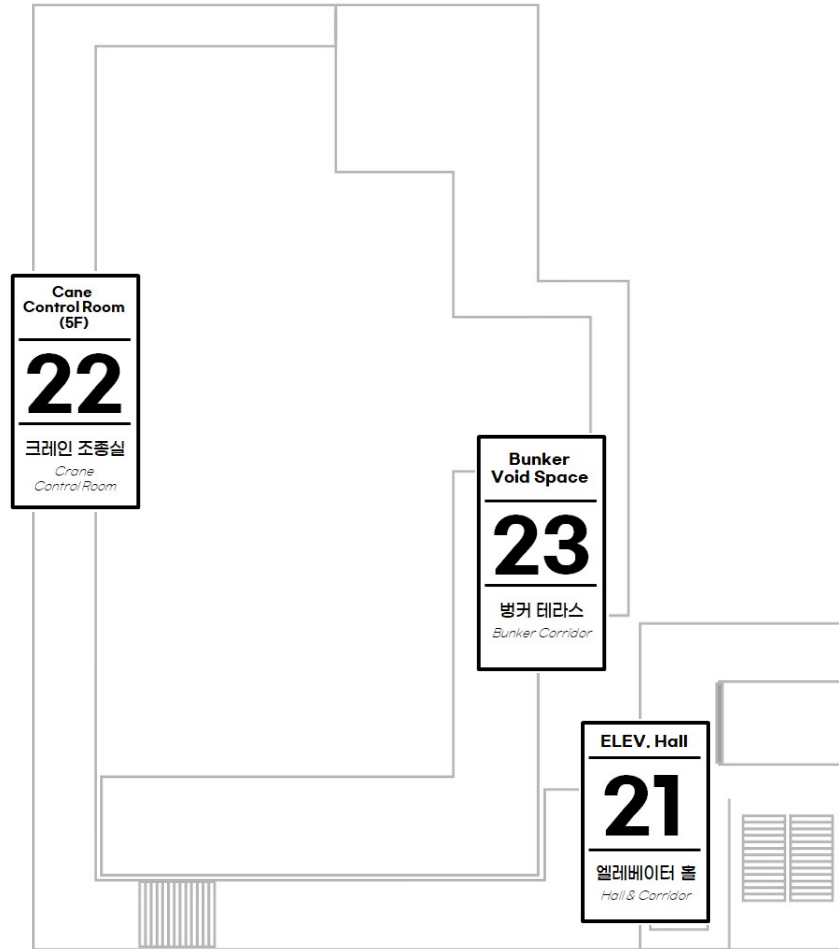 Cane
Control Room
(5F)
22
크레인 조종실
Crane
Control Room
Bunker
Void Space
23
벙커 테라스
Bunker Corridor
ELEV. Hall
21
엘레베이터 홀
Hall & Corridor